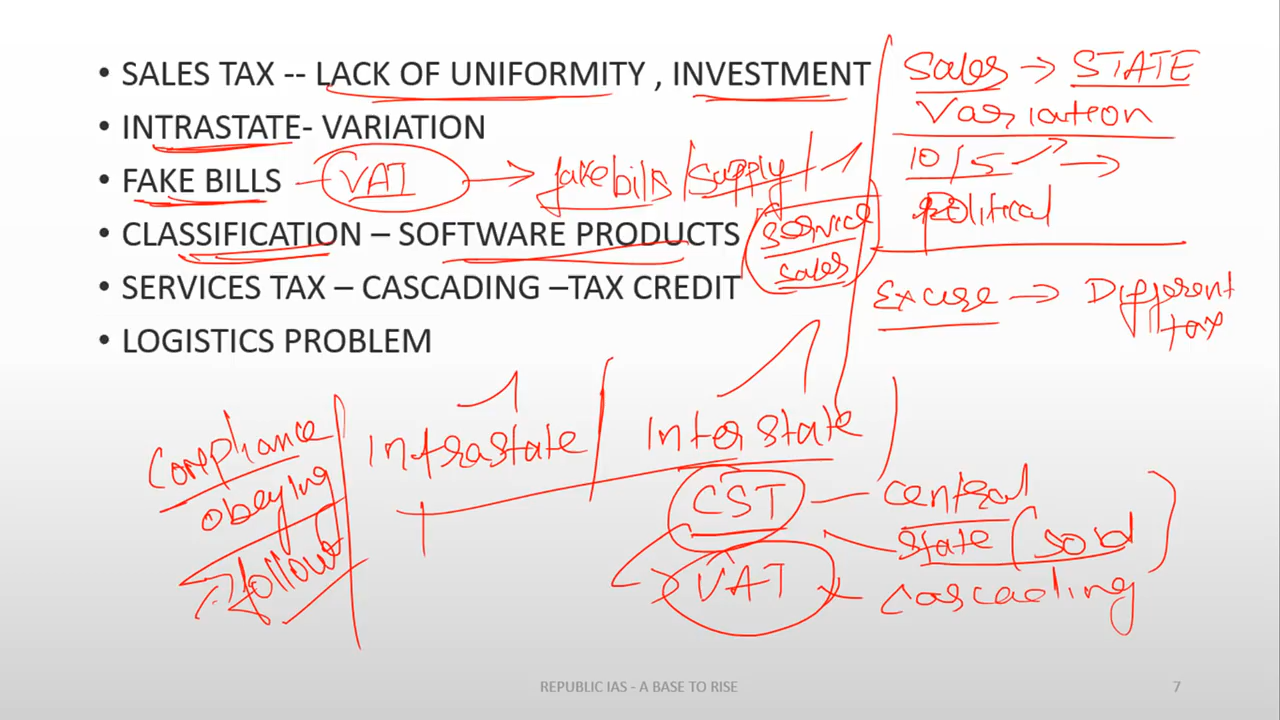 • SALES TAX -- LACK OF UNIFORMITY , INVESTMENT
• INTRASTATE- VARIATION
• FAKE BILLS
VAT
fake bills / supply
• CLASSIFICATION – SOFTWARE PRODUCTS
service
sales
• SERVICES TAX – CASCADING –TAX CREDIT
• LOGISTICS PROBLEM
Sales → STATE
Variation
10/5 →
Political
Excise → Different
tax
Compliance
obeying
follow
Intrastate
Interstate
CST – central
state (sold
VAT cascading
REPUBLIC IAS - A BASE TO RISE
7